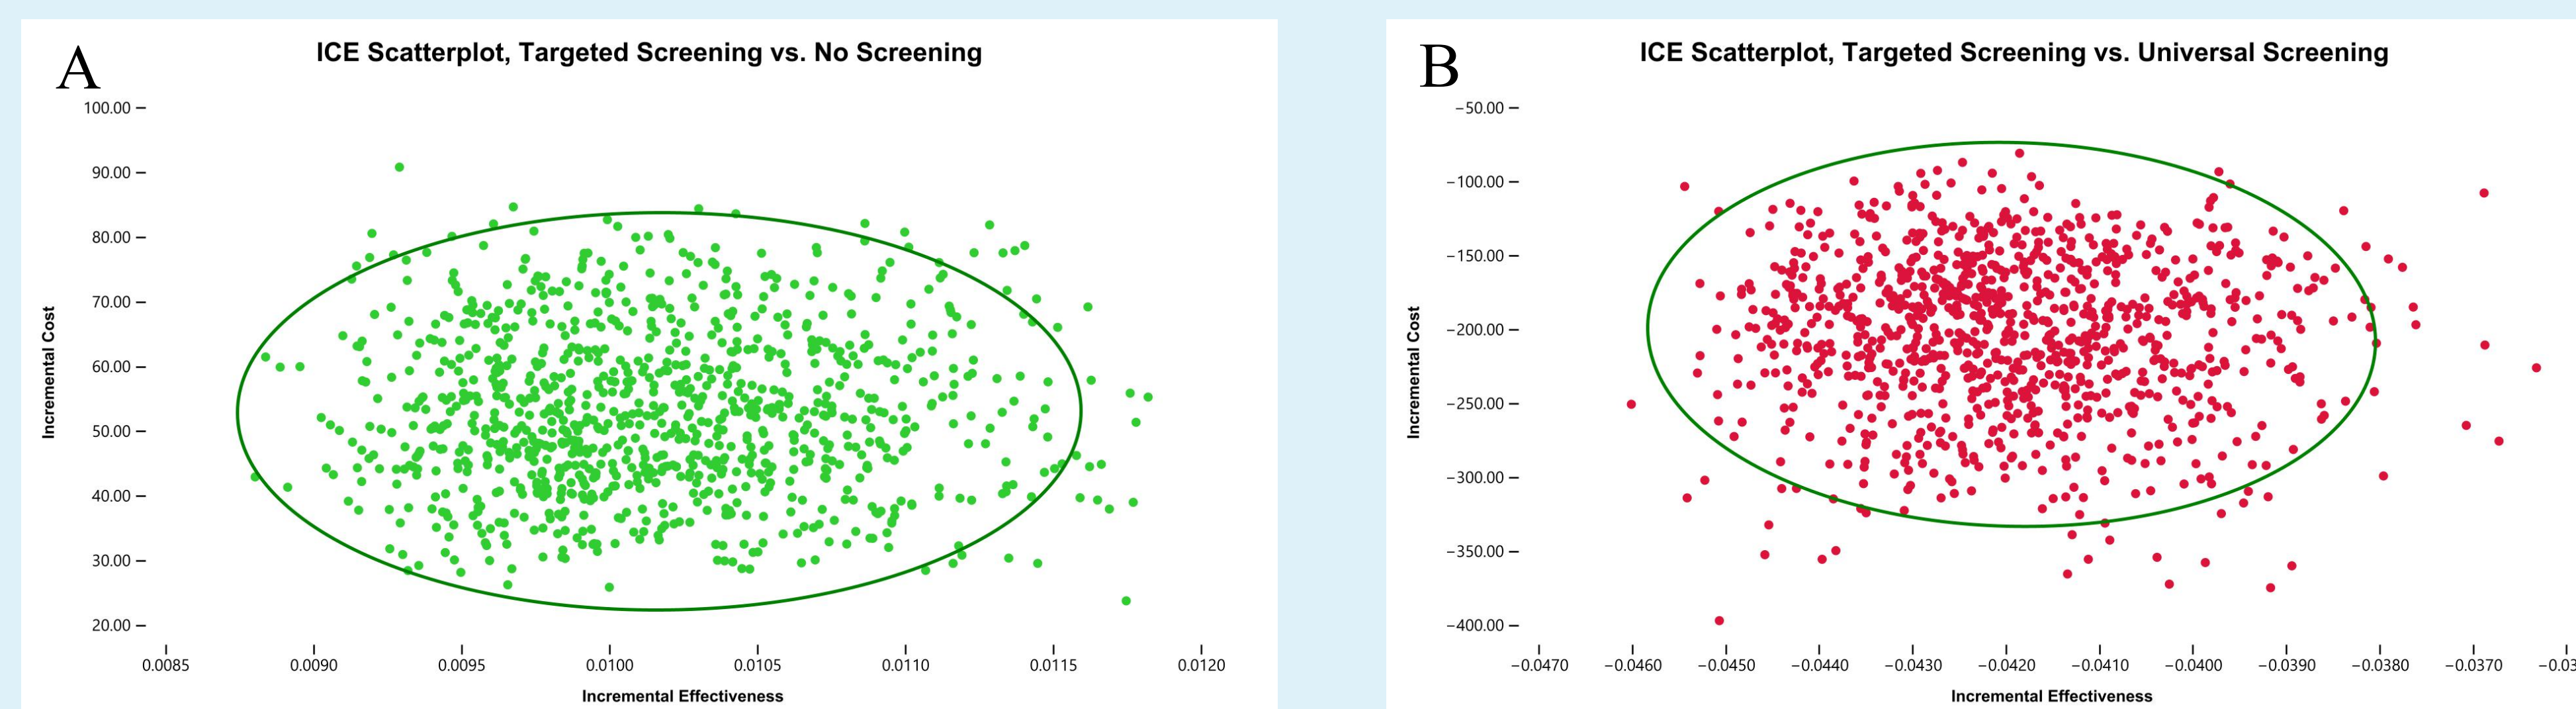 A
ICE Scatterplot, Targeted Screening vs. No Screening
100.00
90.00
80.00
70.00
60.00
50.00
40.00
30.00
20.00
Incremental Cost
0.0085 0.0090 0.0095 0.0100 0.0105 0.0110 0.0115 0.0120
Incremental Effectiveness
B
ICE Scatterplot, Targeted Screening vs. Universal Screening
−50.00
−100.00
−150.00
−200.00
−250.00
−300.00
−350.00
−400.00
Incremental Cost
−0.0470 −0.0460 −0.0450 −0.0440 −0.0430 −0.0420 −0.0410 −0.0400 −0.0390 −0.0380 −0.0370 −0.03
Incremental Effectiveness